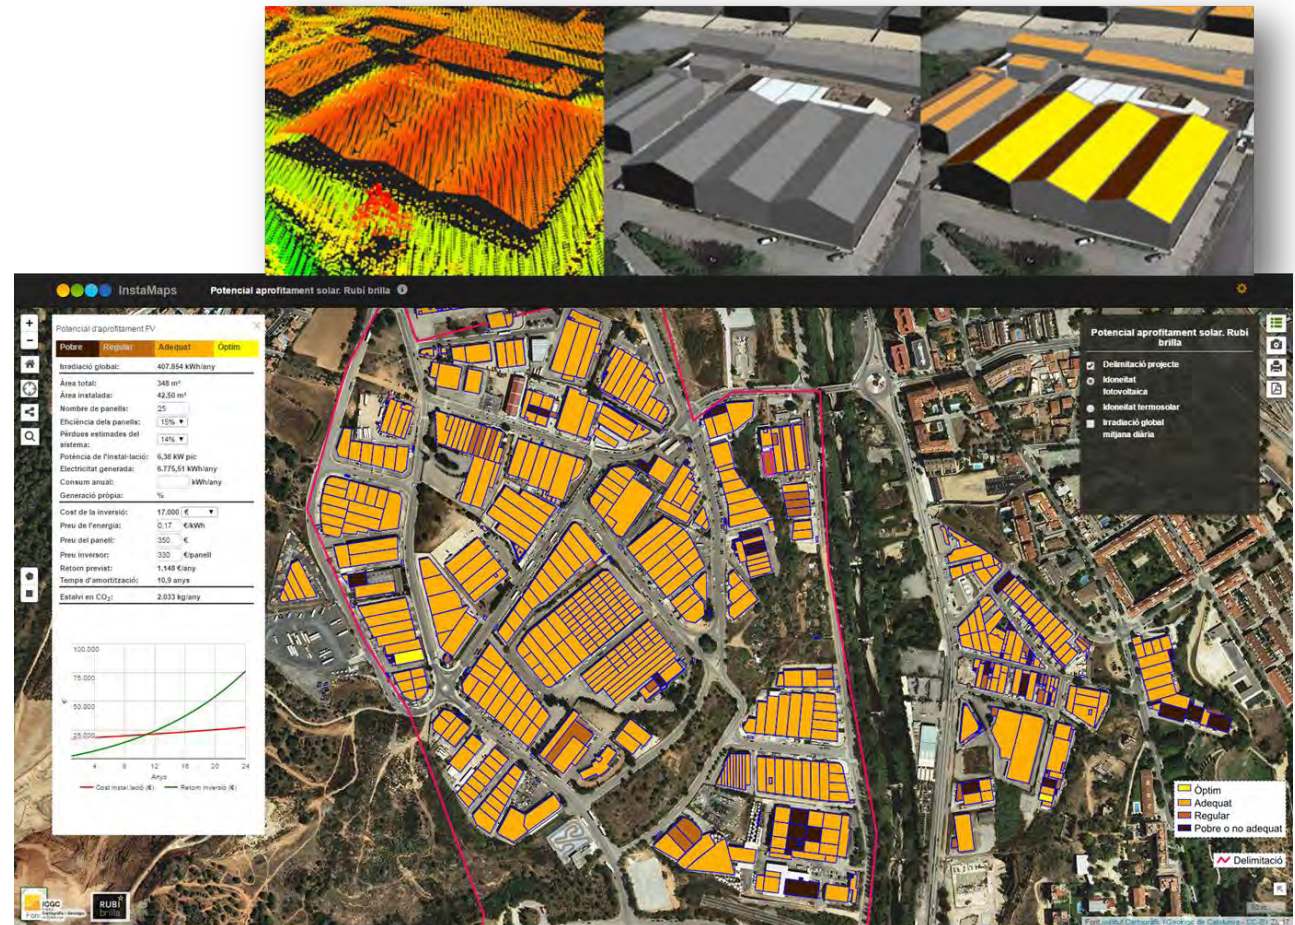 InstaMaps
Potencial aprofitament solar. Rubí brilla
Potencial d'aprofitament FV
Pobre Regular Adequat Òptim
Irradiació global: 407.854 kWh/any
Àrea total: 348 m²
Àrea instalada: 42,50 m²
Nombre de panells: 25
Eficiència dels panells: 15%
Pèrdues estimades del
sistema: 14%
Potència de l'instal·lació: 6,38 kW pic
Electricitat generada: 6.775,51 kWh/any
Consum anual: kWh/any
Generació pròpia: %
Cost de la inversió: 17.000 €
Preu de l'energia: 0,17 €/kWh
Preu del panell: 350 €
Preu inversor: 330 €/panell
Retorn previst: 1.148 €/any
Temps d'amortització: 10,9 anys
Estalvi en CO₂: 2.033 kg/any
100.000
75.000
50.000
25.000
€
4 8 12 16 20 24
Anys
Cost instal·lació (€) Retorn inversió (€)
Potencial aprofitament solar. Rubí
brilla
Delimitació projecte
Idoneitat
fotovoltaica
Idoneitat termosolar
Irradiació global
mitjana diària
Òptim
Adequat
Regular
Pobre o no adequat
Delimitació
ICGC
RUBÍ
brilla
50 m